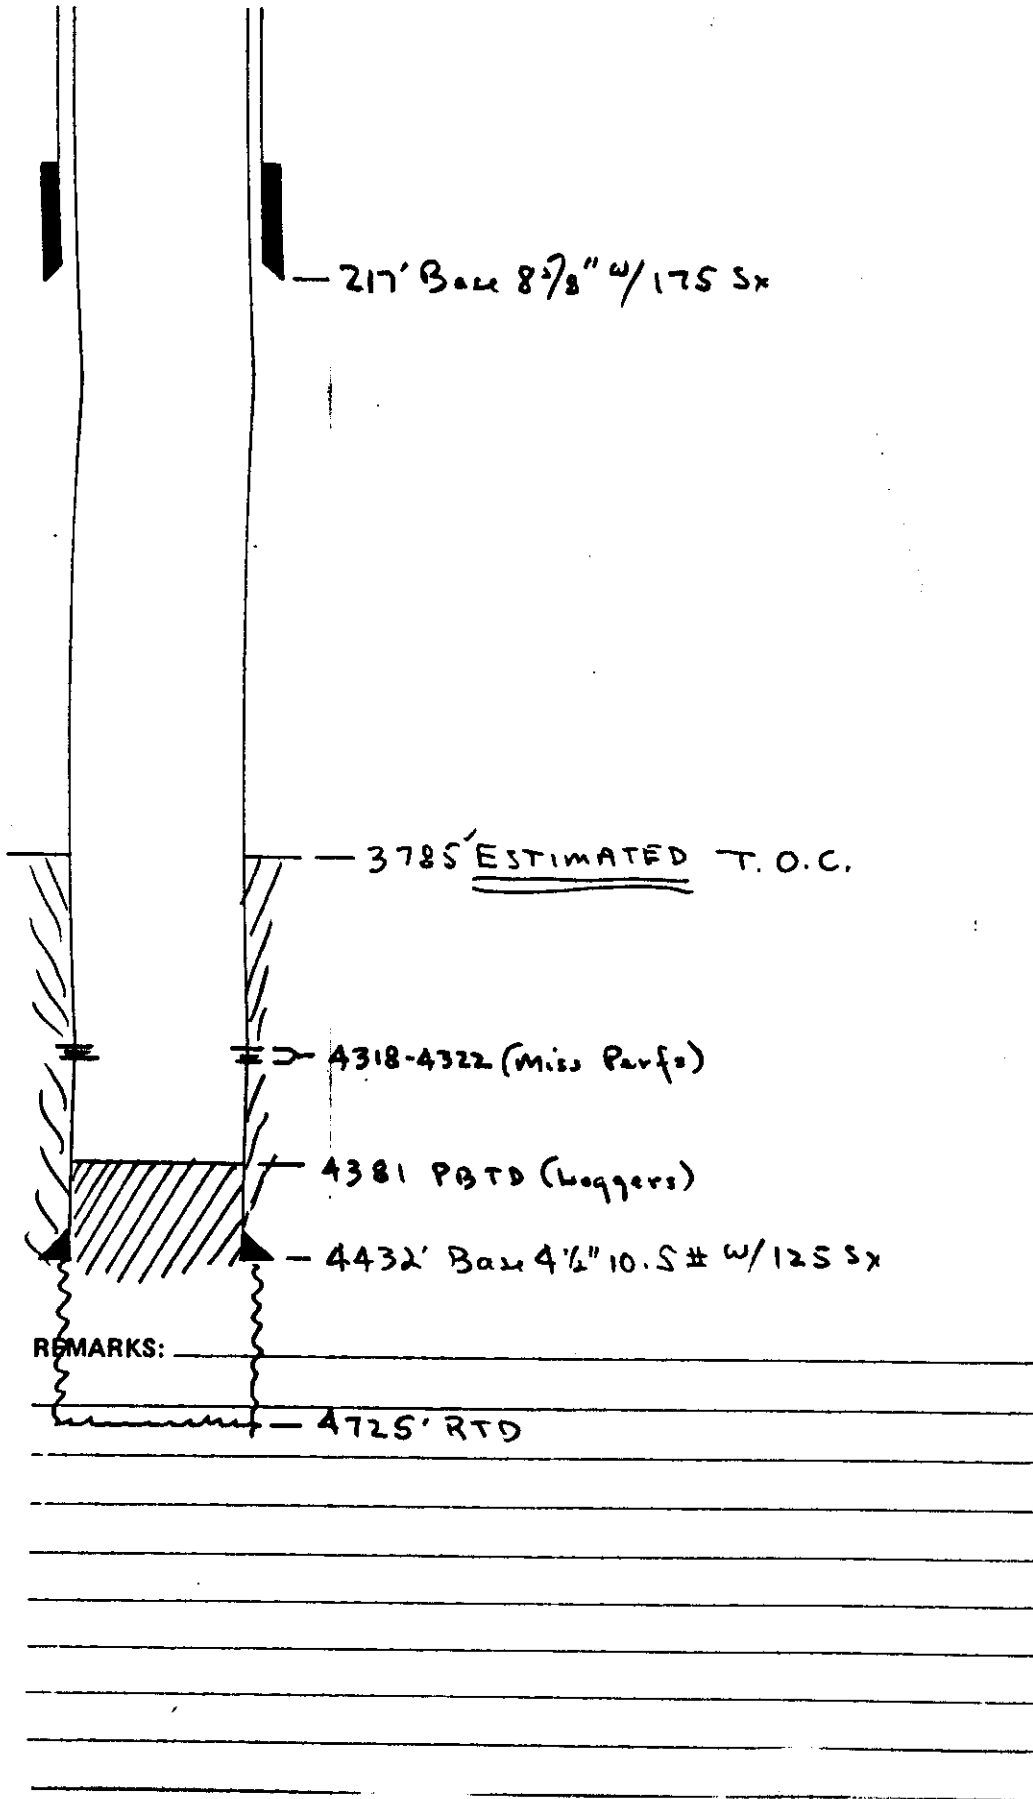 217' Base 8 5/8" w/ 175 Sx
3785' ESTIMATED T.O.C.
4318-4322 (Miss Perfs)
4381 PBTD (Loggers)
4432' Base 4 1/2" 10.5# w/ 125 Sx
REMARKS:
4725' RTD